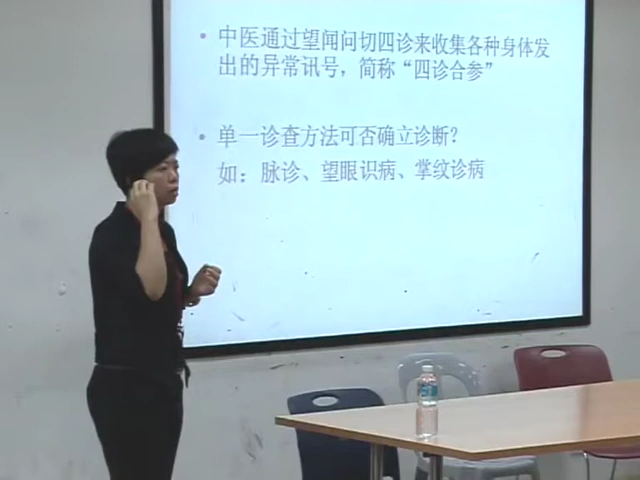 • 中医通过望闻问切四诊来收集各种身体发
出的异常讯号，简称“四诊合参”
• 单一诊查方法可否确立诊断？
如：脉诊、望眼识病、掌纹诊病